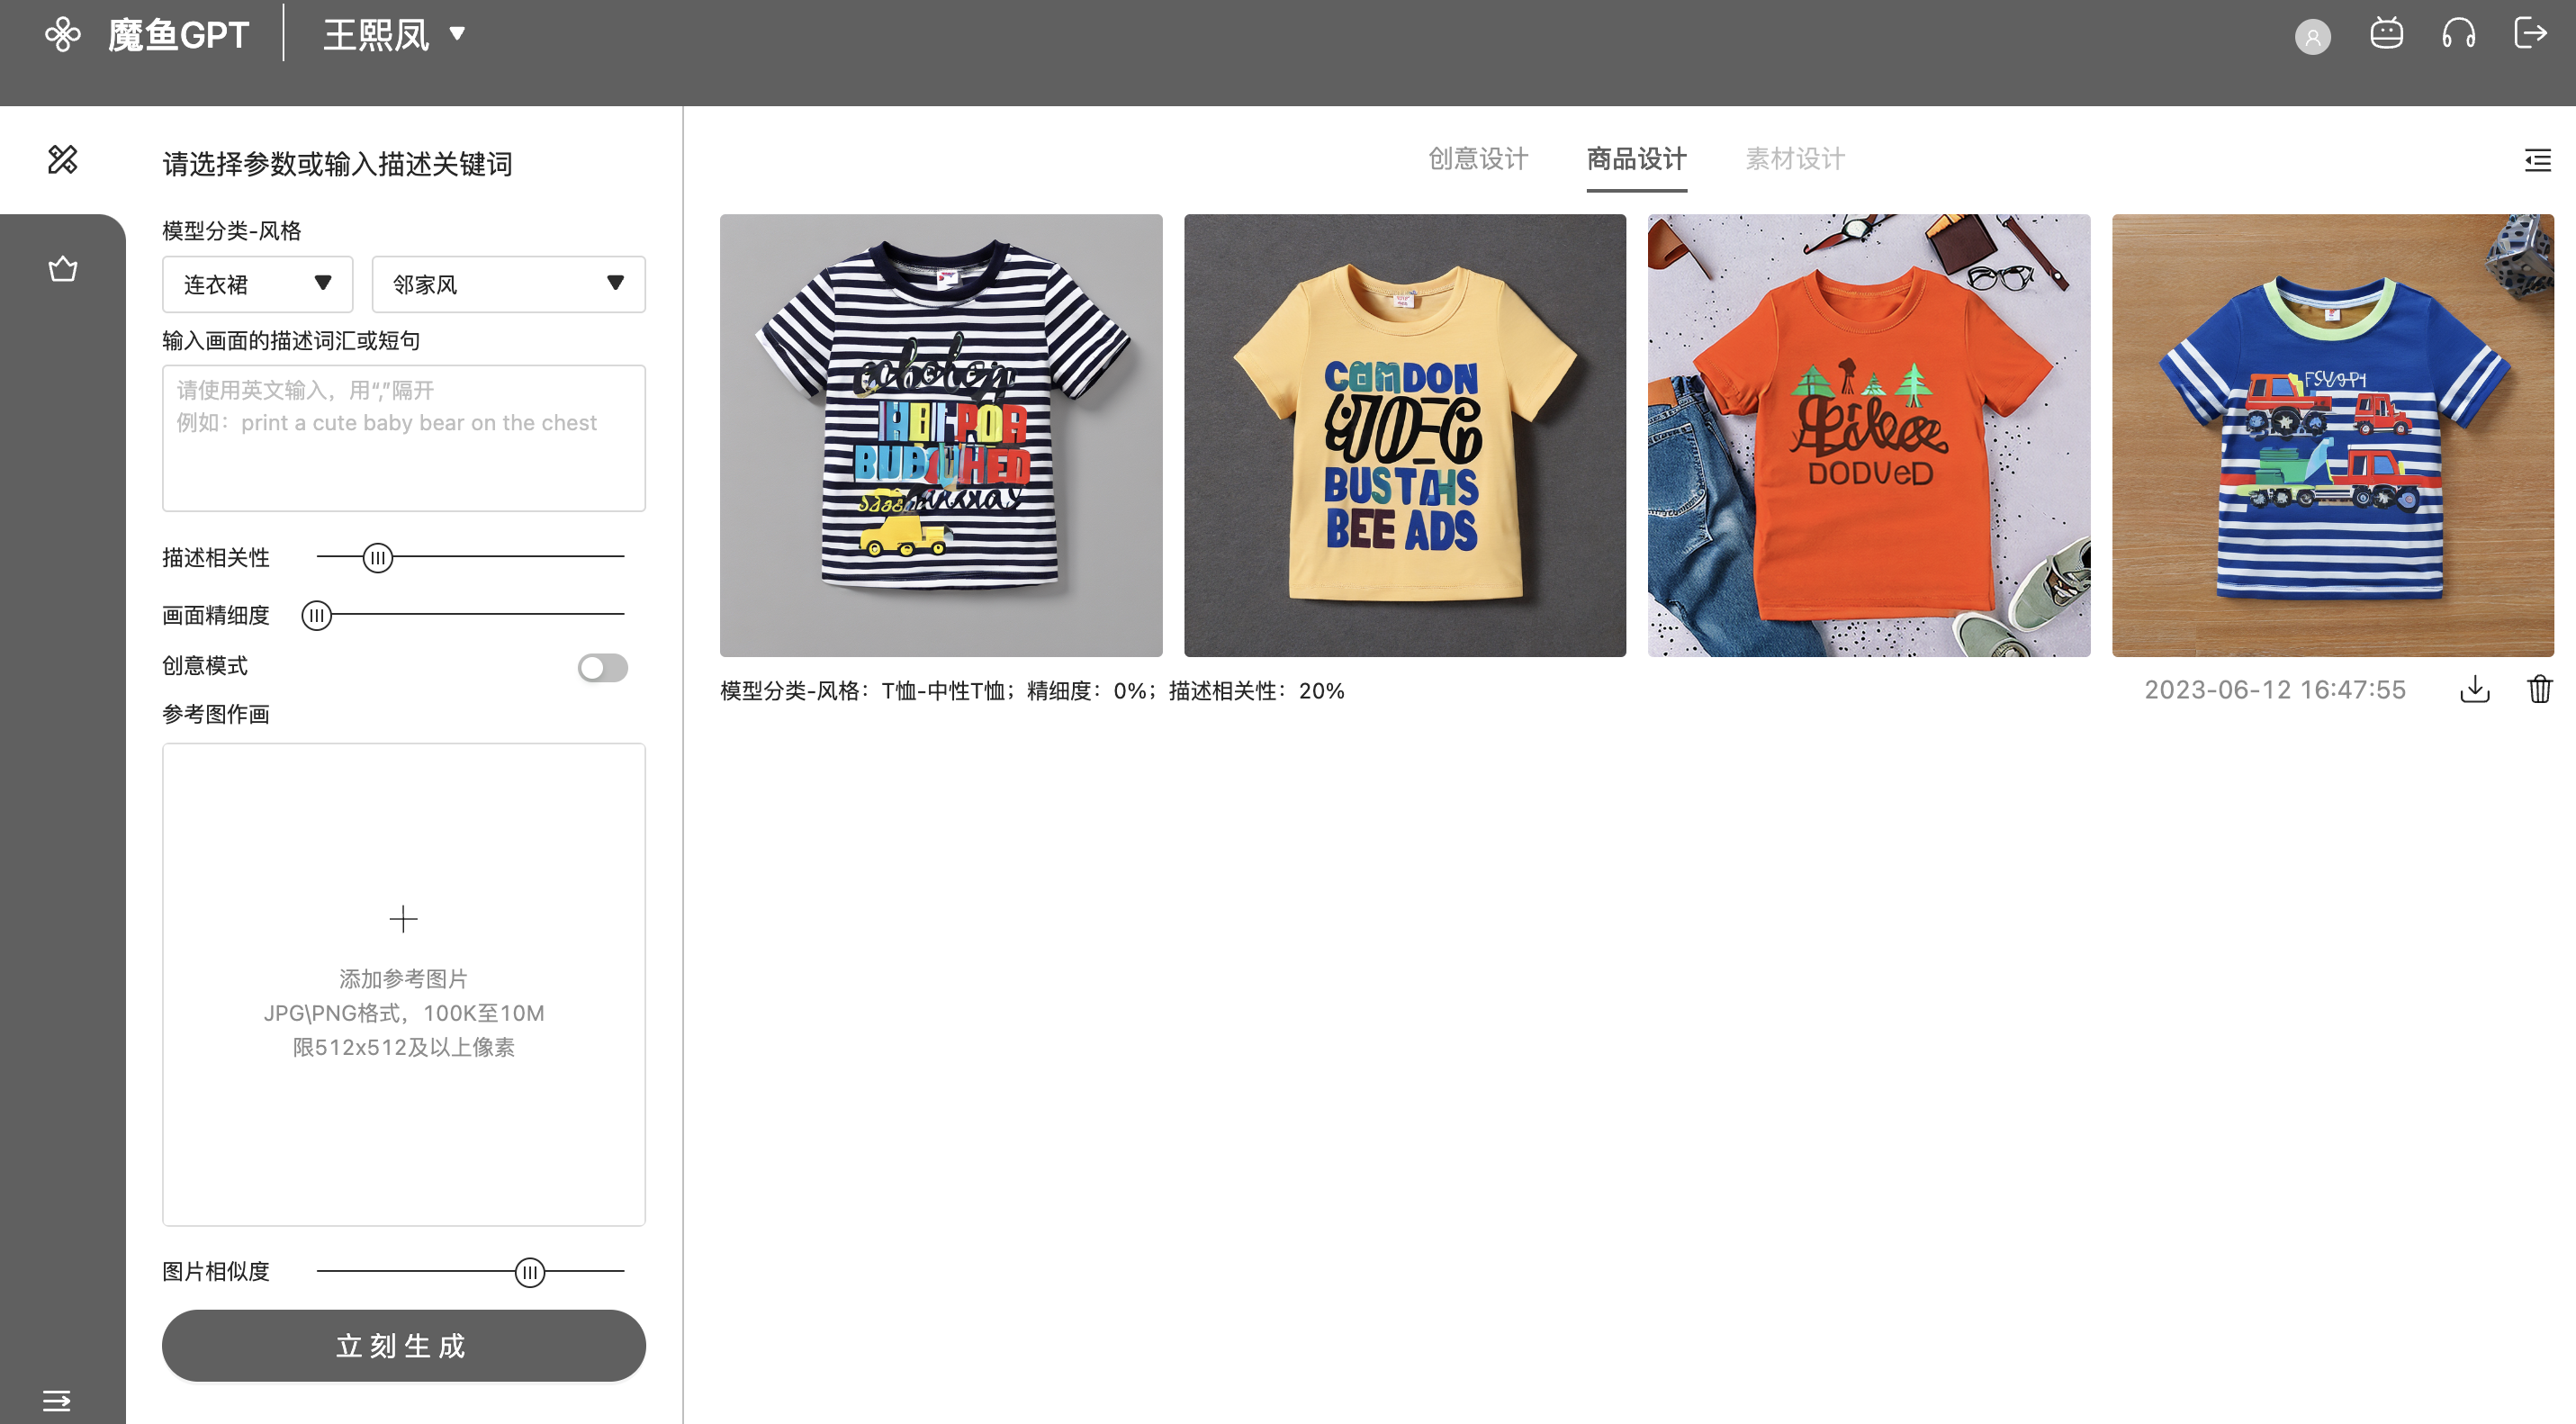 魔鱼GPT
王熙凤
请选择参数或输入描述关键词
模型分类-风格
连衣裙
邻家风
输入画面的描述词汇或短句
请使用英文输入，用“,”隔开
例如：print a cute baby bear on the chest
描述相关性
画面精细度
创意模式
参考图作画
添加参考图片
JPG\PNG格式，100K至10M
限512x512及以上像素
图片相似度
立刻生成
创意设计
商品设计
素材设计
BUSTAHS
BEE ADS
DODVeD
模型分类-风格：T恤-中性T恤；精细度：0%；描述相关性：20%
2023-06-12 16:47:55